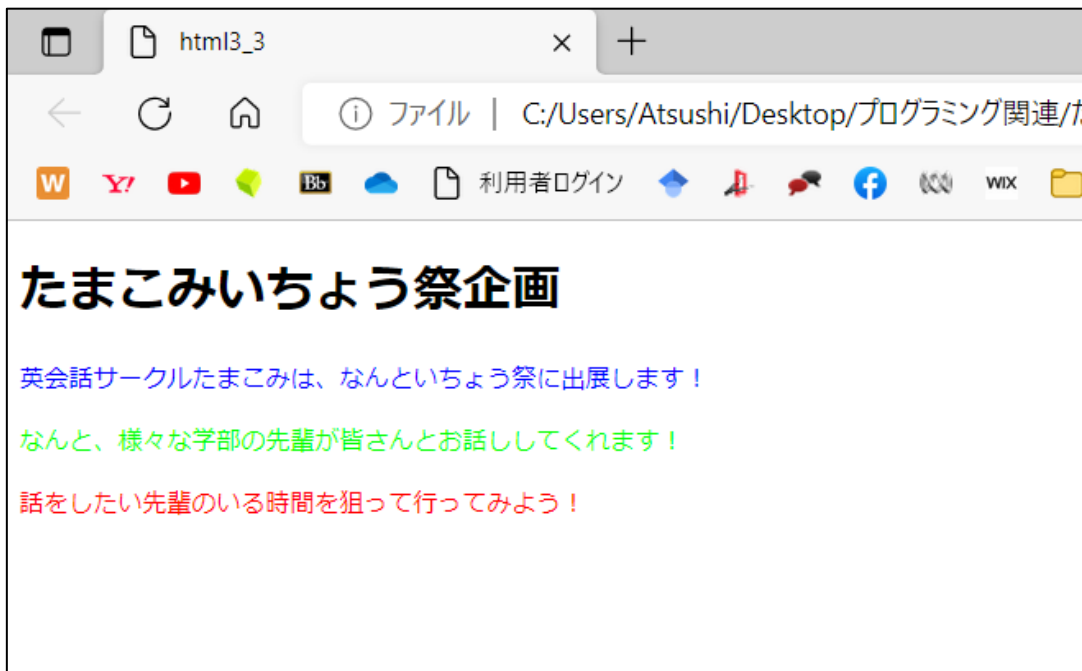 html3_3
ファイル | C:/Users/Atsushi/Desktop/プログラミング関連/た
W Y! Bb 利用者ログイン WIX
たまこみいちょう祭企画
英会話サークルたまこみは、なんといちょう祭に出展します！
なんと、様々な学部の先輩が皆さんとお話ししてくれます！
話をしたい先輩のいる時間を狙って行ってみよう！